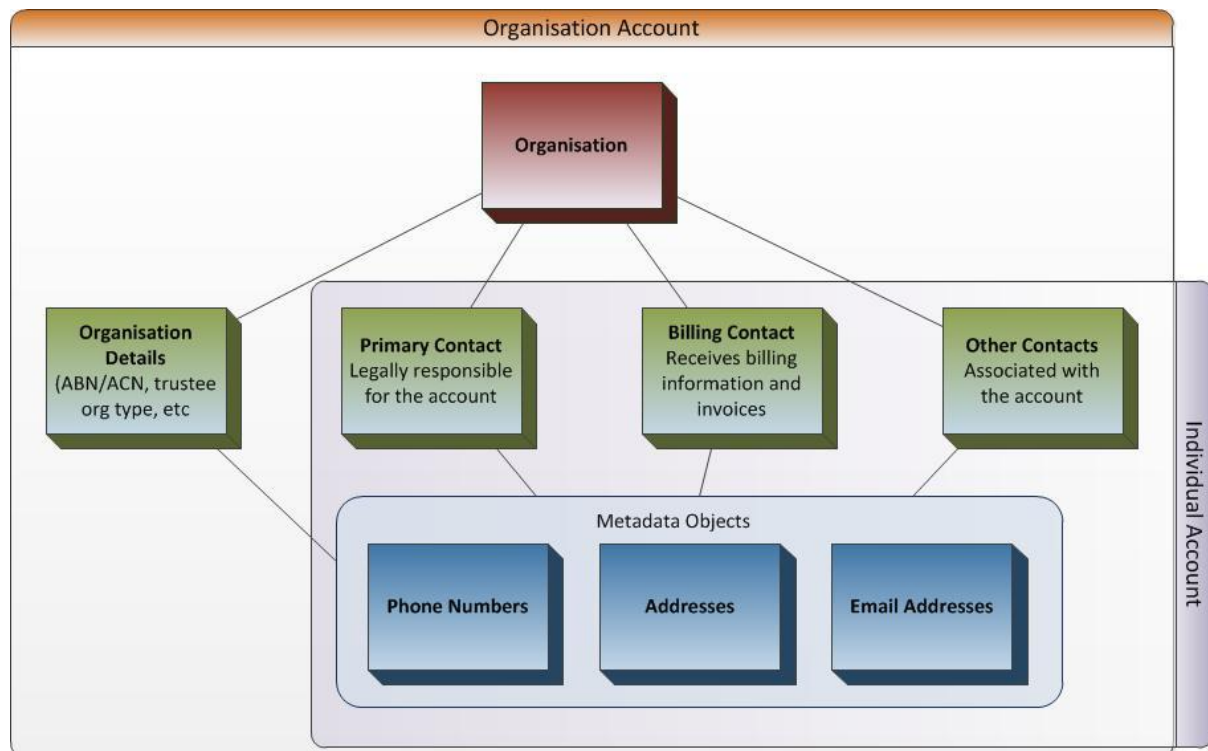 Organisation Account
Organisation
Organisation
Details
(ABN/ACN, trustee
org type, etc
Primary Contact
Legally responsible
for the account
Billing Contact
Receives billing
information and
invoices
Other Contacts
Associated with
the account
Individual Account
Metadata Objects
Phone Numbers
Addresses
Email Addresses